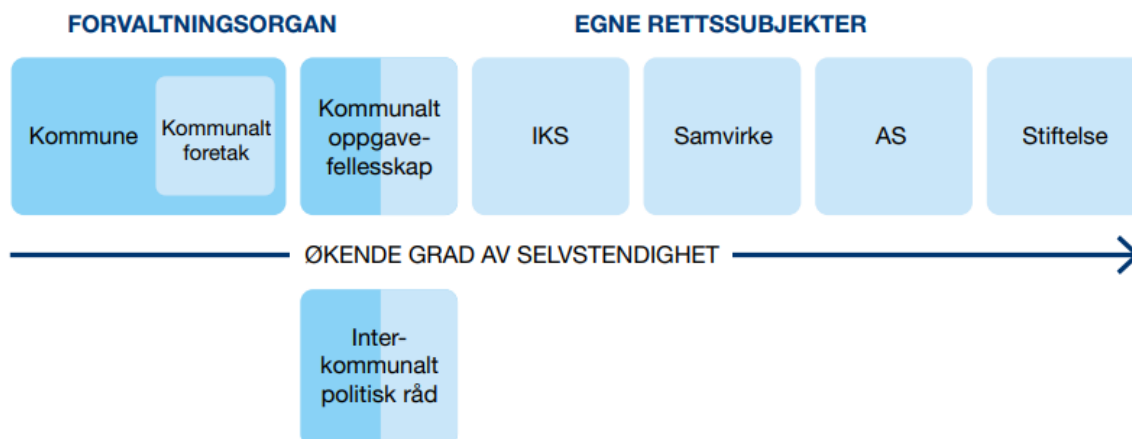 FORVALTNINGSORGAN
EGNE RETTSSUBJEKTER
Kommune
Kommunalt
foretak
Kommunalt
oppgave-
fellesskap
IKS
Samvirke
AS
Stiftelse
ØKENDE GRAD AV SELVSTENDIGHET
Inter-
kommunalt
politisk råd